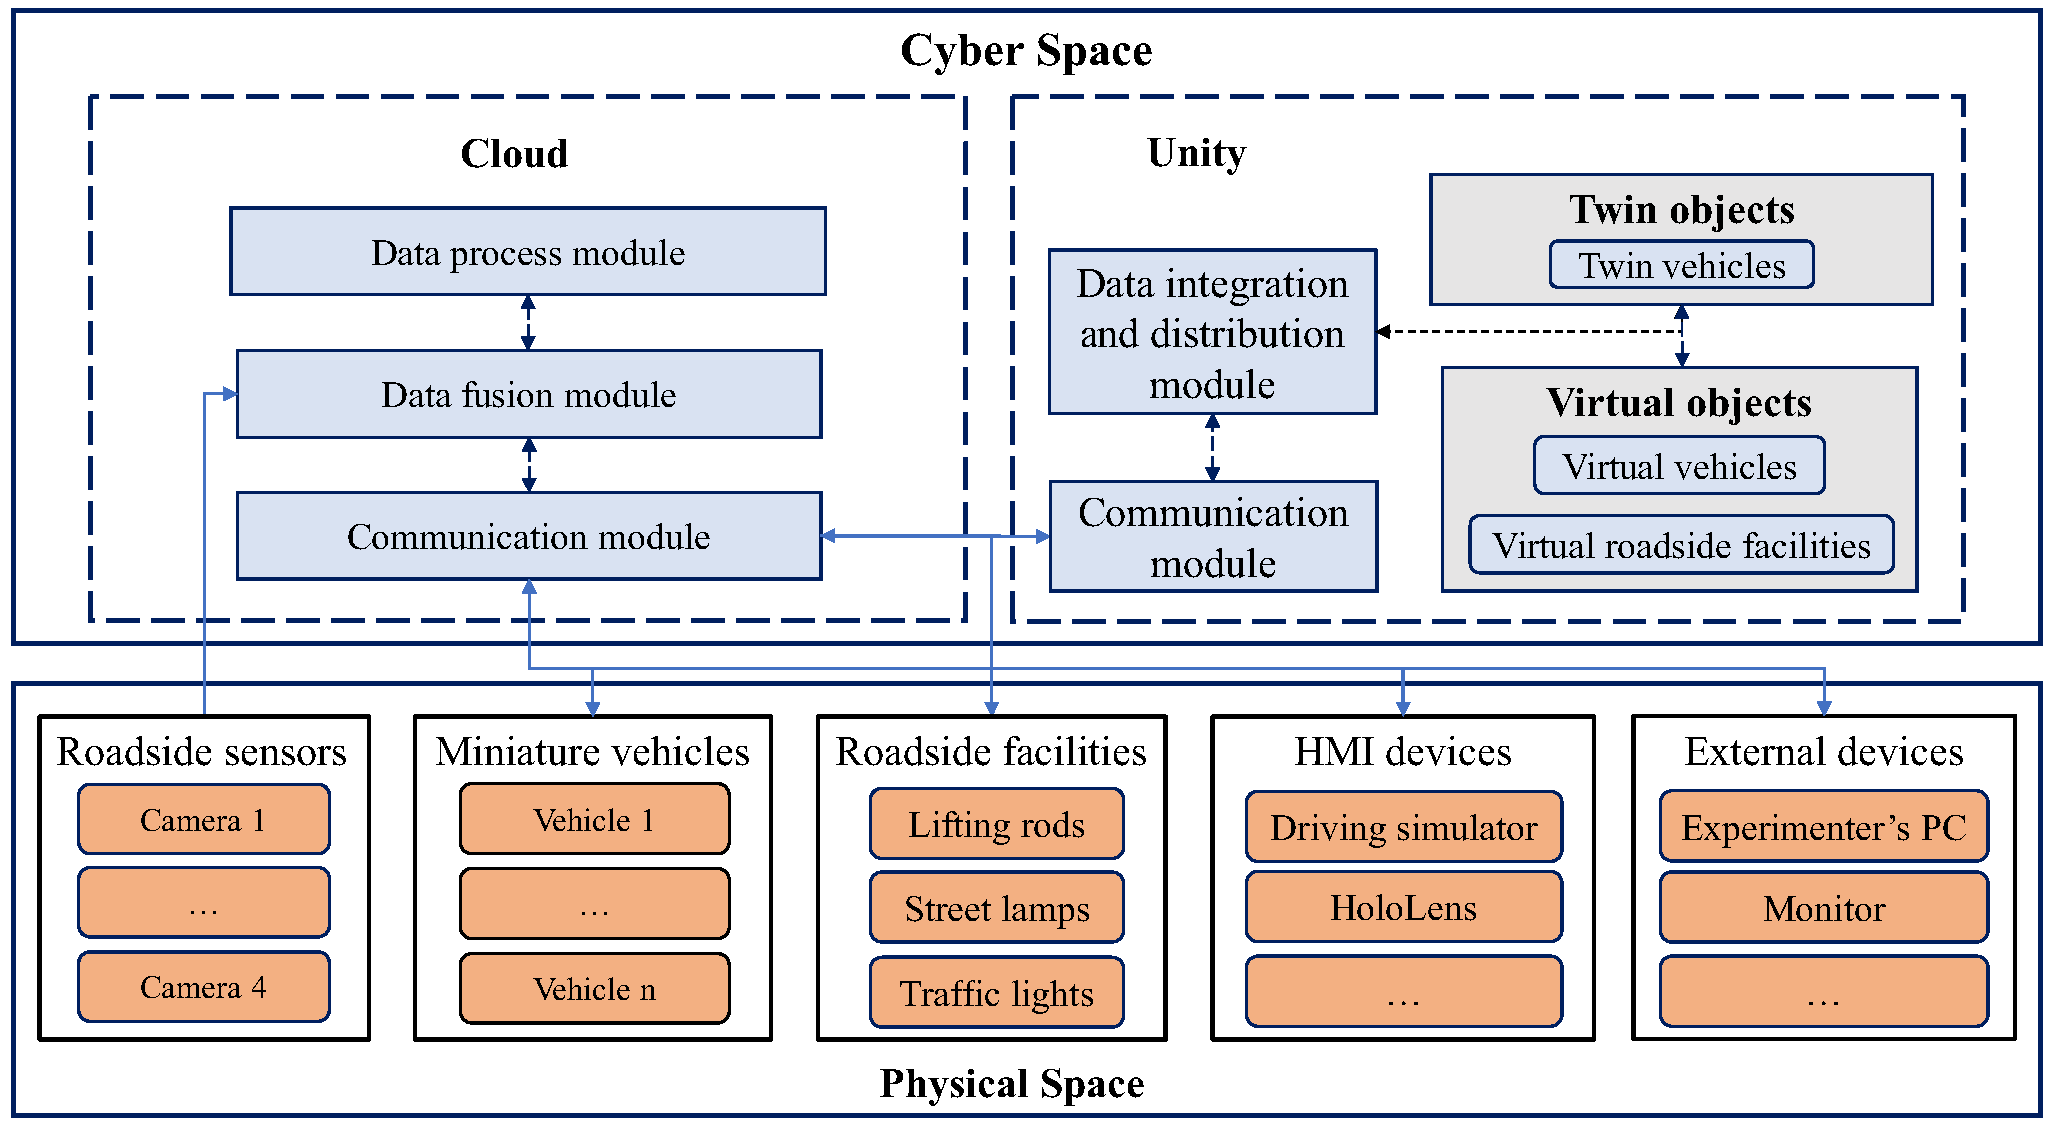 Cyber Space
Cloud
Data process module
Data fusion module
Communication module
Unity
Data integration
and distribution
module
Communication
module
Twin objects
Twin vehicles
Virtual objects
Virtual vehicles
Virtual roadside facilities
Roadside sensors
Camera 1
...
Camera 4
Miniature vehicles
Vehicle 1
...
Vehicle n
Roadside facilities
Lifting rods
Street lamps
Traffic lights
HMI devices
Driving simulator
HoloLens
...
External devices
Experimenter’s PC
Monitor
...
Physical Space